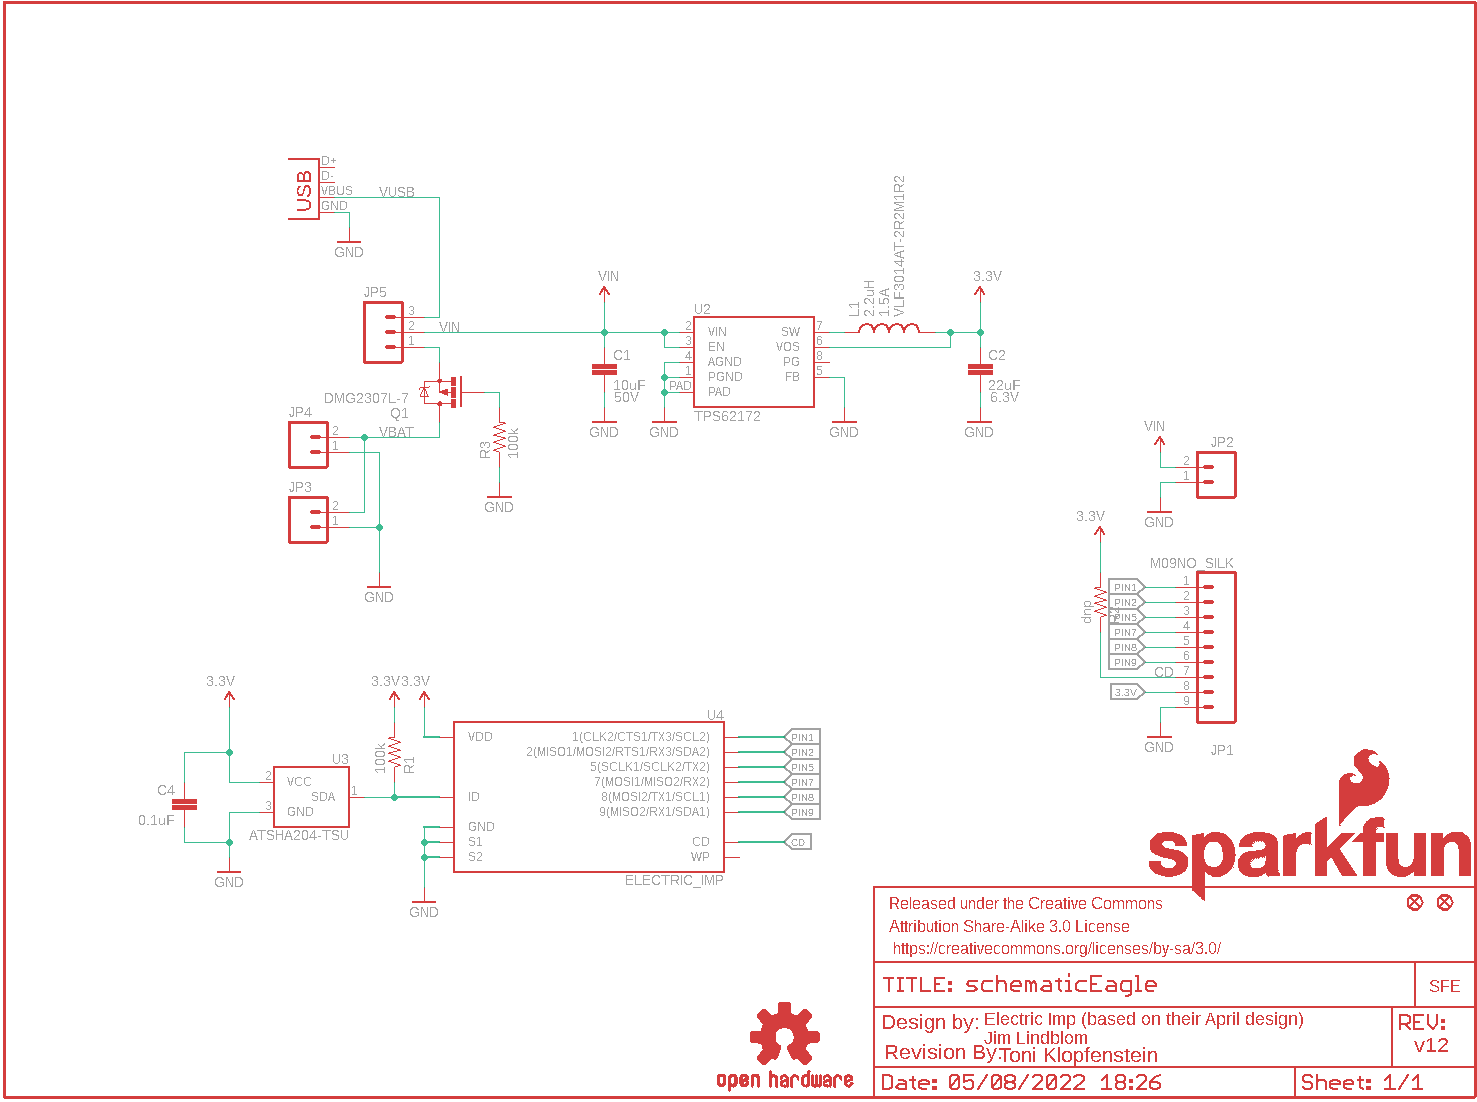 USB
D+
D-
VBUS
GND
VUSB
GND
JP5
3
2
1
VIN
DMG2307L-7
Q1
JP4
2
1
VBAT
JP3
2
1
GND
R3
100k
GND
VIN
C1
10uF
50V
GND
U2
2
3
4
1
PAD
VIN
EN
AGND
PGND
PAD
SW
VOS
PG
FB
7
6
8
5
TPS62172
GND
GND
L1
2.2uH
1.5A
VLF3014AT-2R2M1R2
3.3V
C2
22uF
6.3V
GND
VIN
JP2
2
1
GND
3.3V
dnp
M09NO_SILK
PIN1
PIN2
PIN5
PIN7
PIN8
PIN9
CD
3.3V
1
2
3
4
5
6
7
8
9
GND
JP1
3.3V
C4
0.1uF
GND
U3
2
3
VCC
SDA
GND
1
ATSHA204-TSU
3.3V
3.3V
100k
R1
U4
VDD
ID
GND
S1
S2
1(CLK2/CTS1/TX3/SCL2)
2(MISO1/MOSI2/RTS1/RX3/SDA2)
5(SCLK1/SCLK2/TX2)
7(MOSI1/MISO2/RX2)
8(MOSI2/TX1/SCL1)
9(MISO2/RX1/SDA1)
CD
WP
ELECTRIC_IMP
GND
PIN1
PIN2
PIN5
PIN7
PIN8
PIN9
CD
sparkfun
Released under the Creative Commons
Attribution Share-Alike 3.0 License
https://creativecommons.org/licenses/by-sa/3.0/
TITLE: schematicEagle
SFE
Design by: Electric Imp (based on their April design)
Jim Lindblom
Revision By: Toni Klopfenstein
REV:
v12
Date: 05/08/2022 18:26
Sheet: 1/1
open hardware